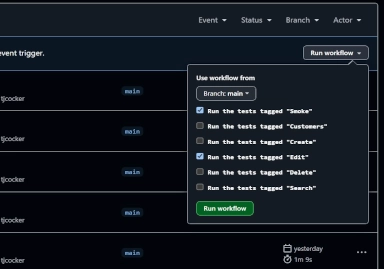 Event Status Branch Actor
event trigger.
Run workflow
Use workflow from
Branch: main
Run the tests tagged "Smoke"
Run the tests tagged "Customers"
Run the tests tagged "Create"
Run the tests tagged "Edit"
Run the tests tagged "Delete"
Run the tests tagged "Search"
Run workflow
tjcocker main
tjcocker main
tjcocker main
tjcocker main
tjcocker main
yesterday
1m 9s